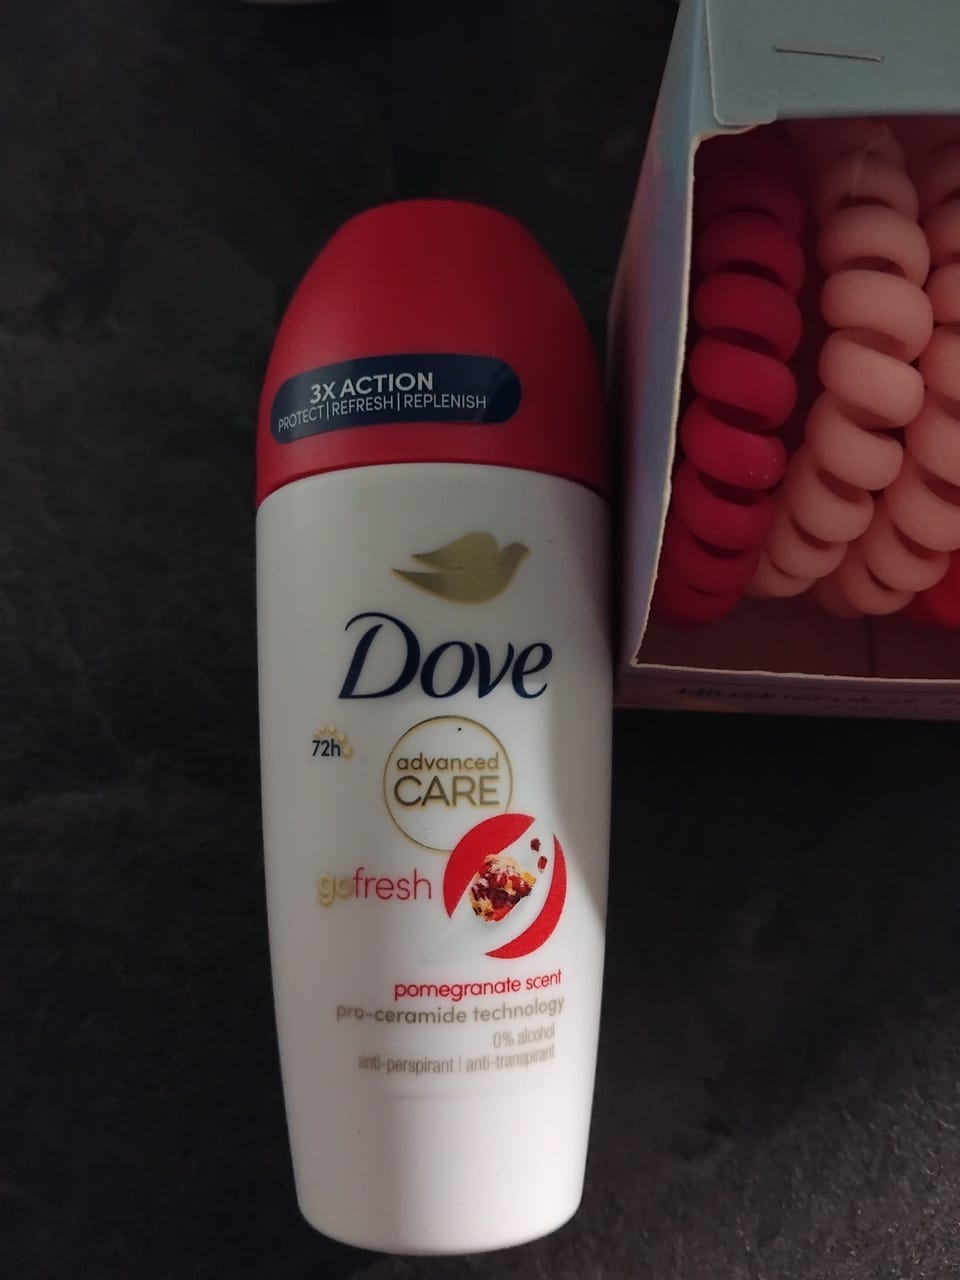 3X ACTION
PROTECT|REFRESH|REPLENISH
Dove
72h
advanced
CARE
gofresh
pomegranate scent
pro-ceramide technology
0% alcohol
anti-perspirant | anti-transpirant